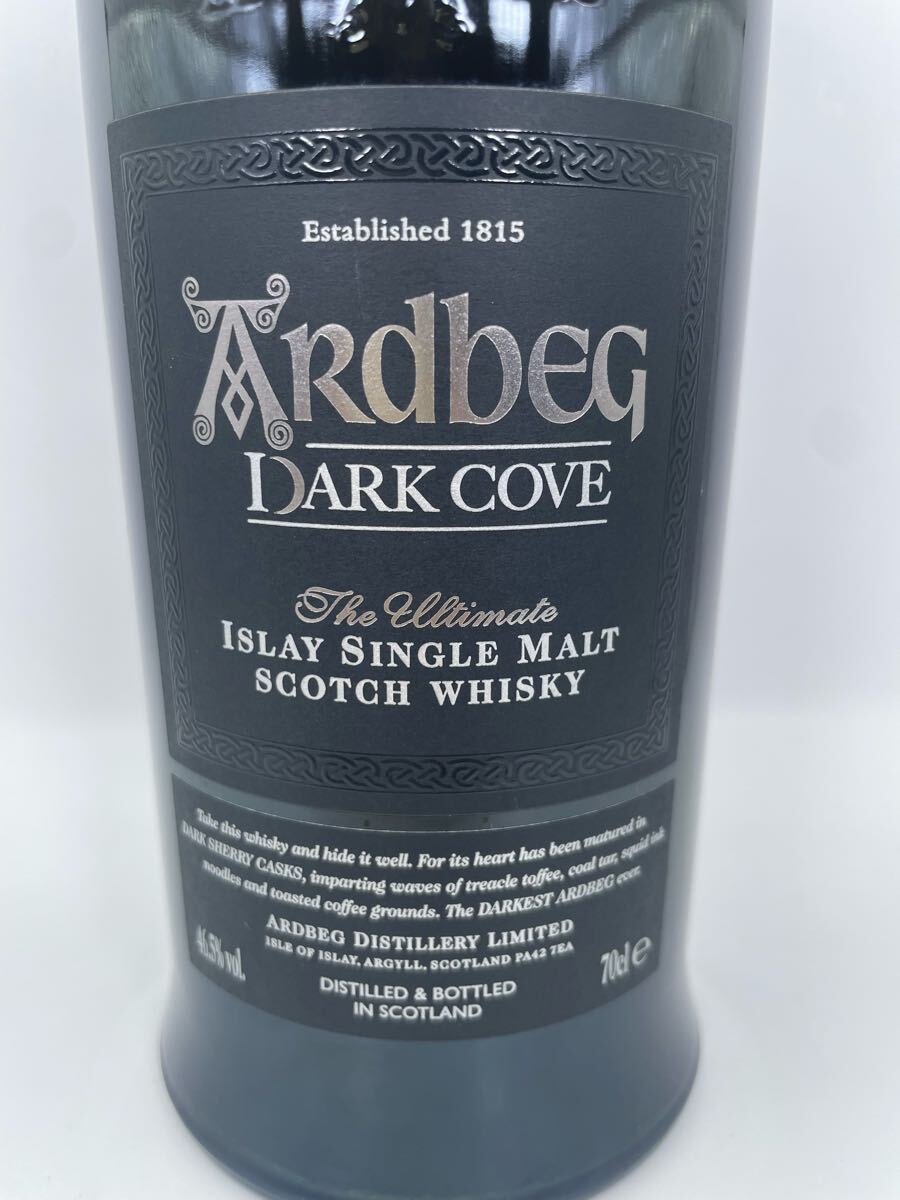 Established 1815
ARdbEG
DARK COVE
The Ultimate
ISLAY SINGLE MALT
SCOTCH WHISKY
Take this whisky and hide it well. For its heart has been matured in
DARK SHERRY CASKS, imparting waves of treacle toffee, coal tar, squid ink
noodles and toasted coffee grounds. The DARKEST ARDBEG ever.
ARDBEG DISTILLERY LIMITED
ISLE OF ISLAY, ARGYLL, SCOTLAND PA42 7EA
46.5% vol.
70cl e
DISTILLED & BOTTLED
IN SCOTLAND